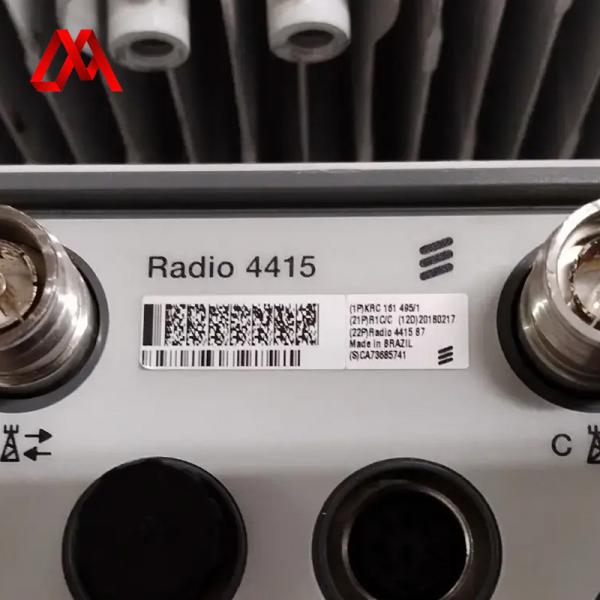 Radio 4415
(1P)KRC 161 495/1
(21P)R1C/C (12D)20180217
(22P)Radio 4415 B7
Made in BRAZIL
(S)CA73685741
C